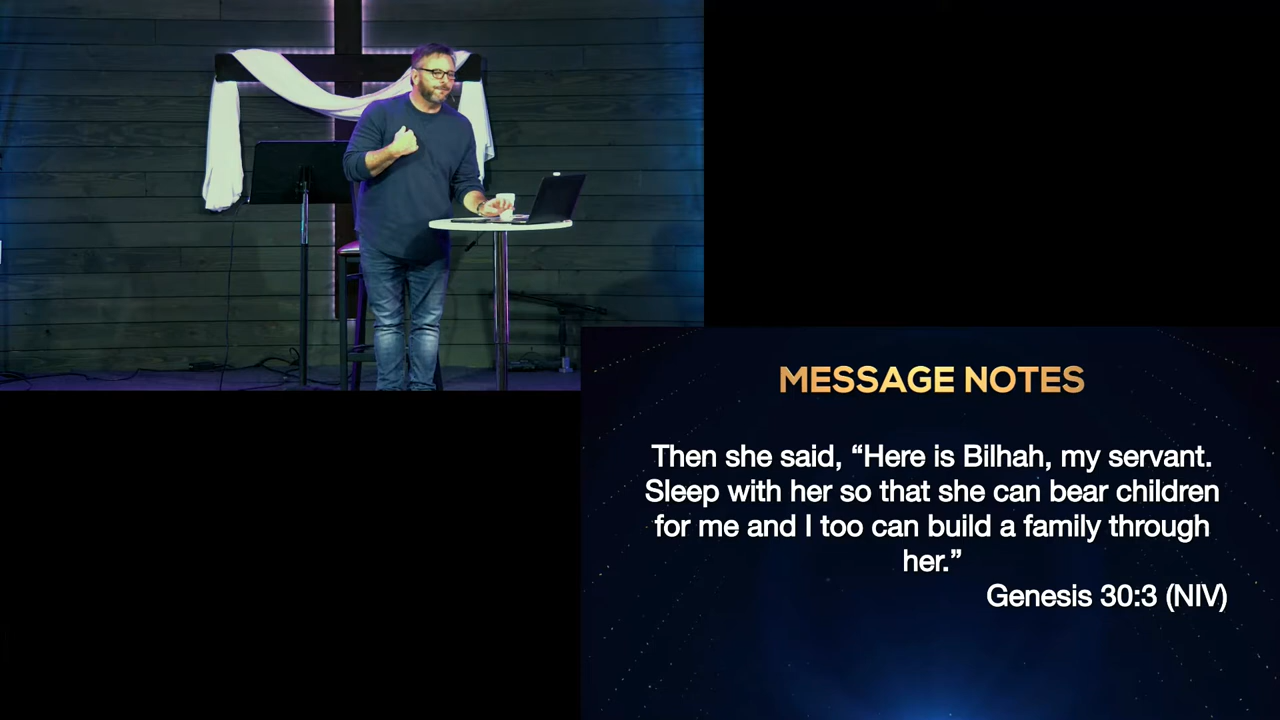 MESSAGE NOTES
Then she said, “Here is Bilhah, my servant.
Sleep with her so that she can bear children
for me and I too can build a family through
her.”
Genesis 30:3 (NIV)